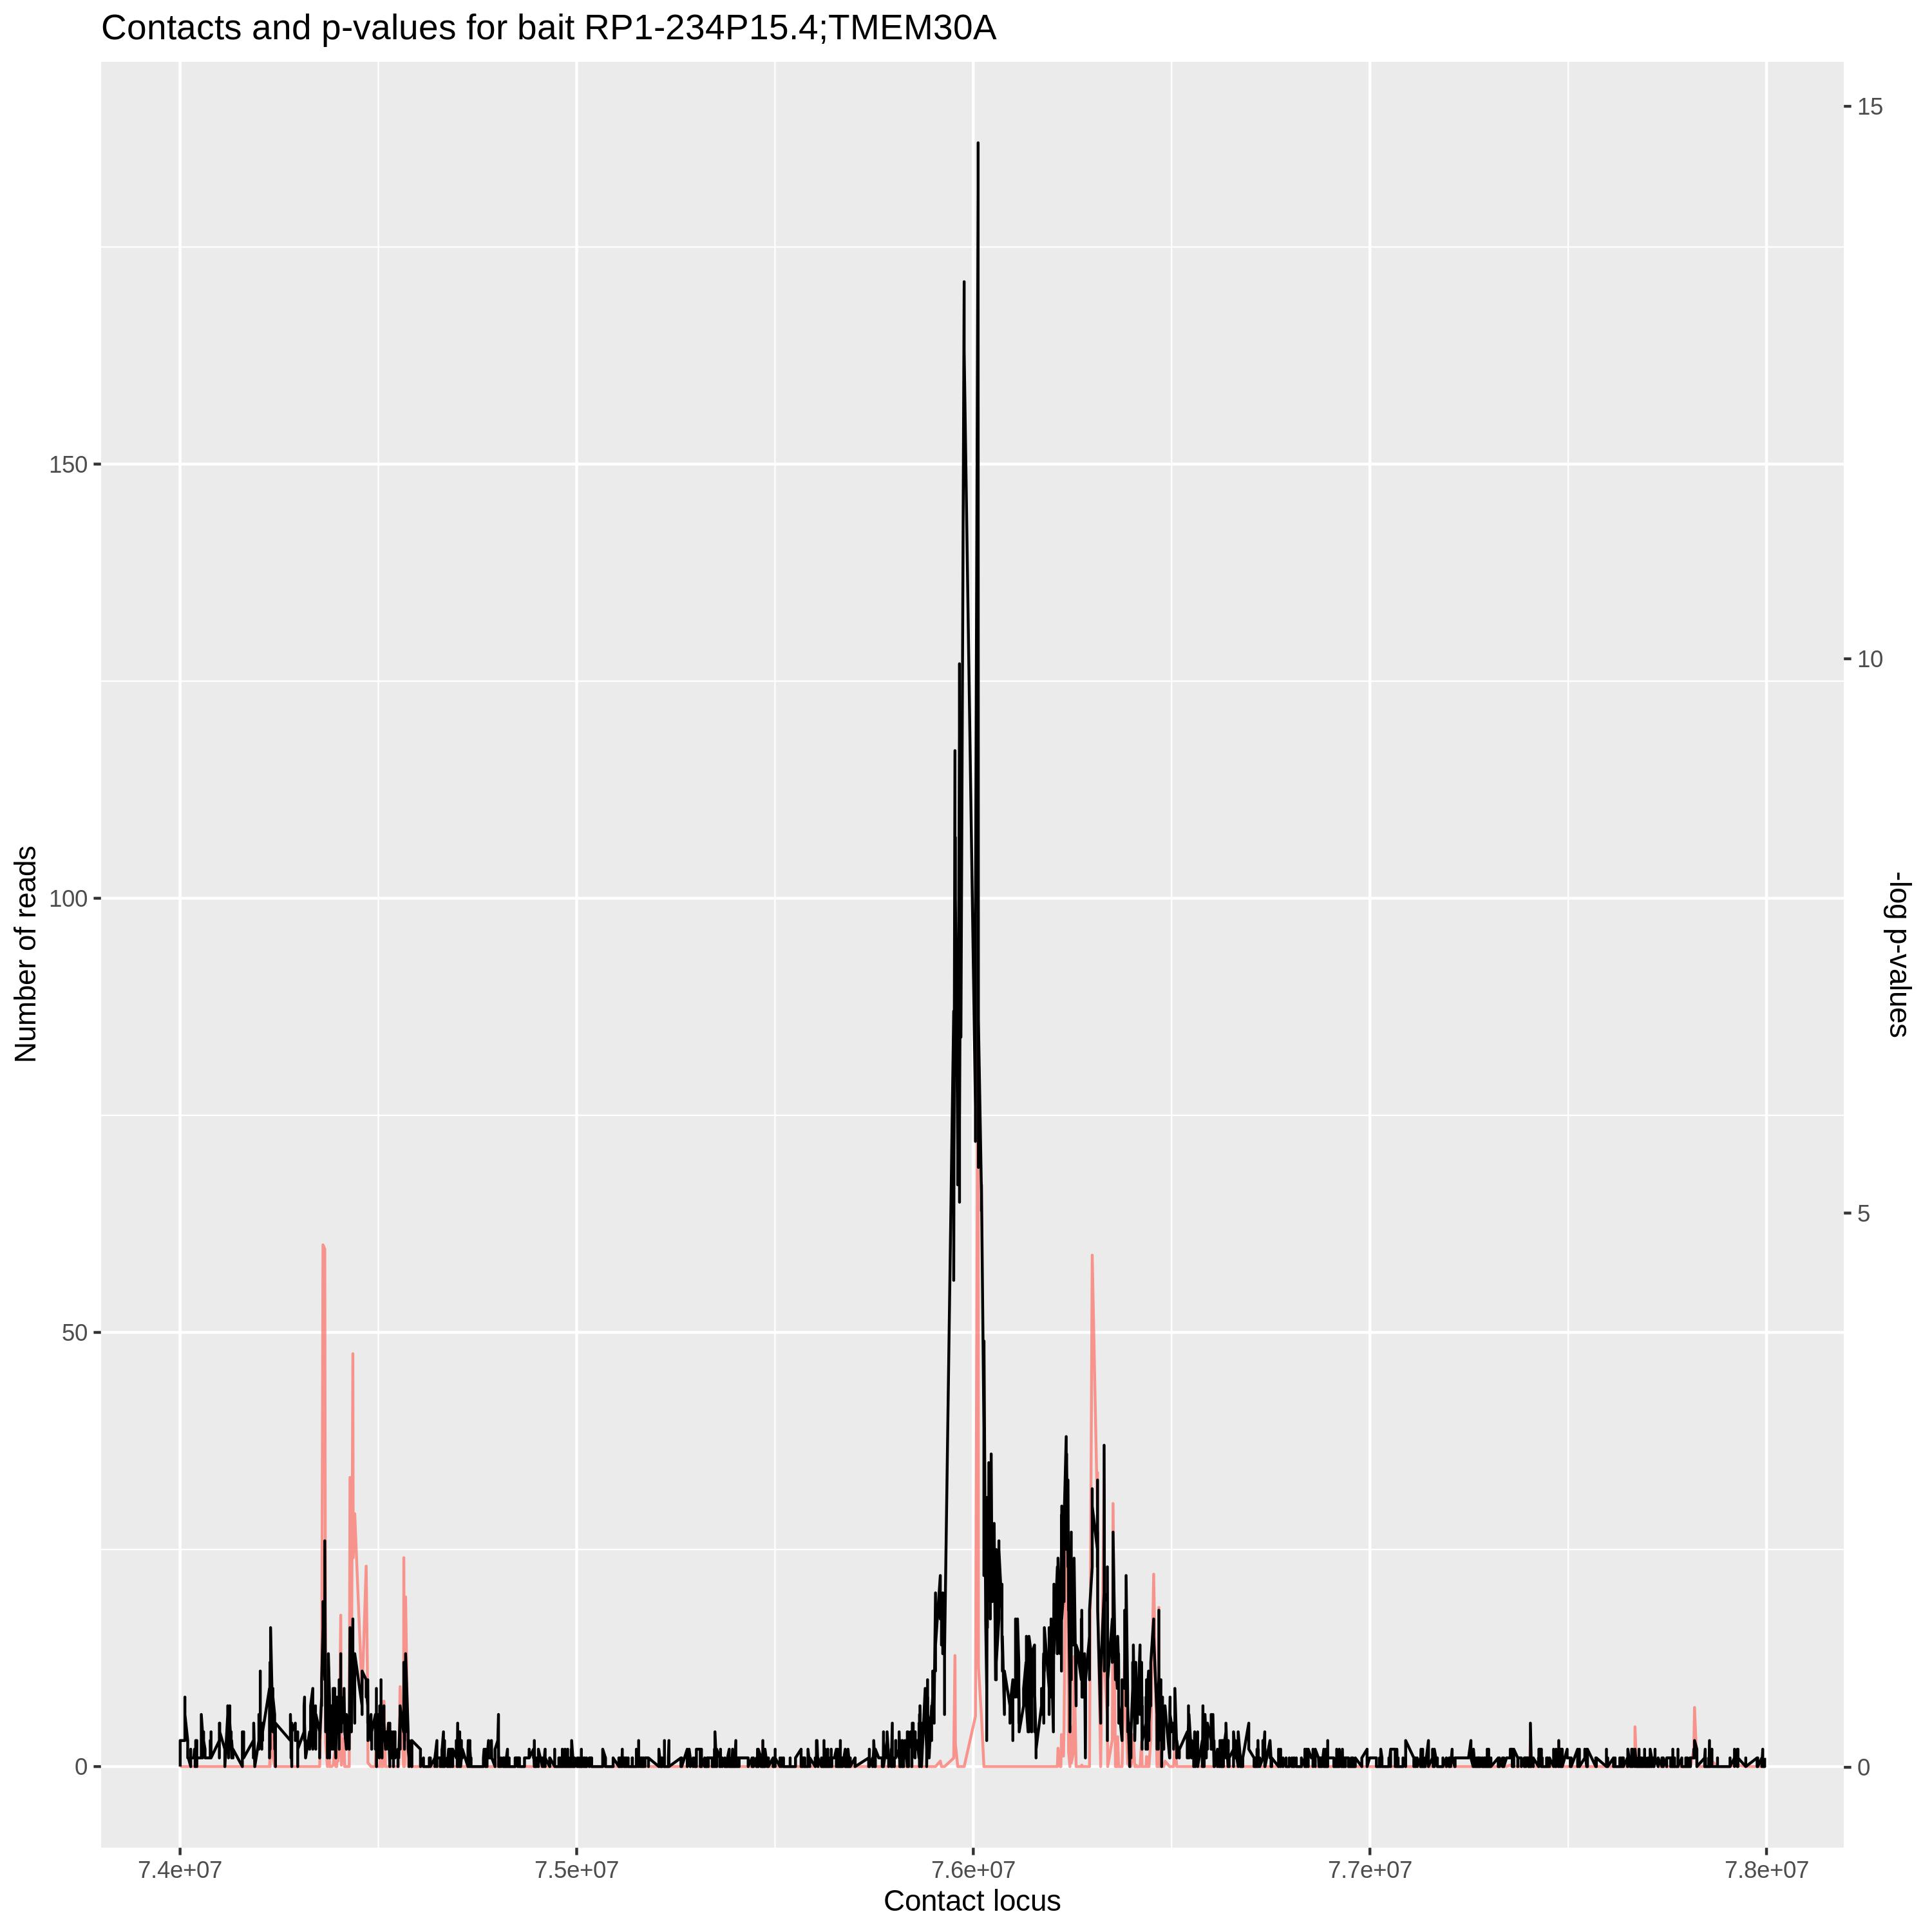 Contacts and p-values for bait RP1-234P15.4;TMEM30A
15
150
10
100
Number of reads
-log p-values
5
50
0
0
7.4e+07 7.5e+07 7.6e+07 7.7e+07 7.8e+07
Contact locus